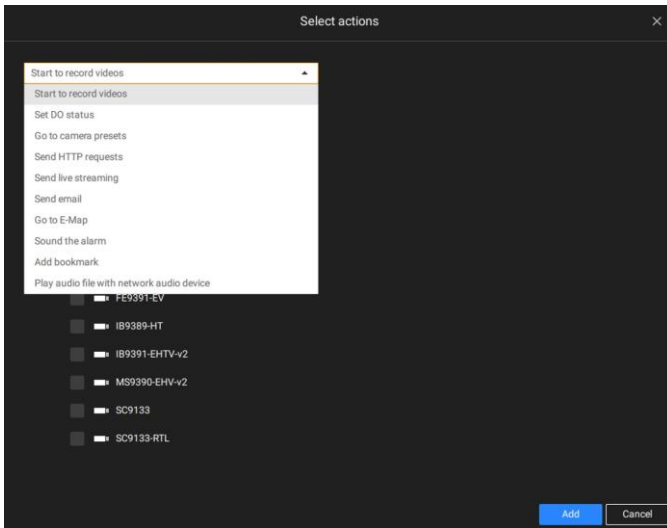 Select actions
Start to record videos
Start to record videos
Set DO status
Go to camera presets
Send HTTP requests
Send live streaming
Send email
Go to E-Map
Sound the alarm
Add bookmark
Play audio file with network audio device
FE9391-EV
IB9389-HT
IB9391-EHTV-v2
MS9390-EHV-v2
SC9133
SC9133-RTL
Add
Cancel